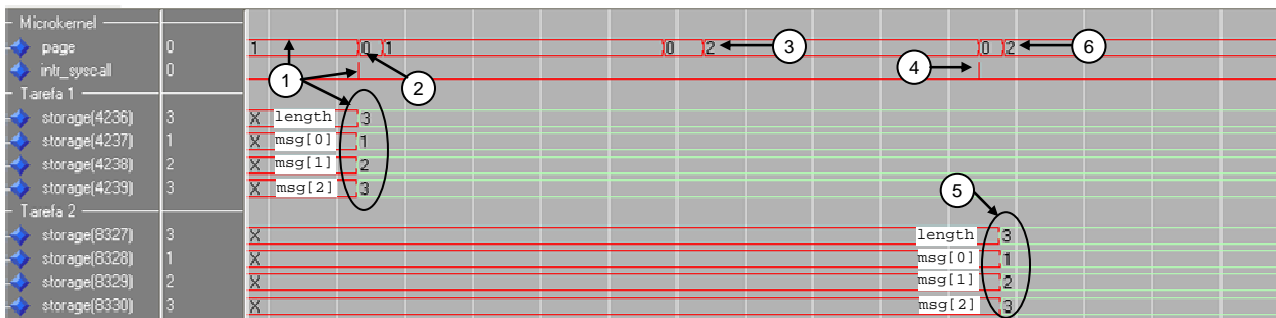 Microkernel
page 0 1 0 1 0 2 3 0 2 6
intr_syscall 0 1 2 4
Tarefa 1
storage(4236) 3 X length 3
storage(4237) 1 X msg[0] 1
storage(4238) 2 X msg[1] 2
storage(4239) 3 X msg[2] 3
Tarefa 2 5
storage(8327) 3 X length 3
storage(8328) 1 X msg[0] 1
storage(8329) 2 X msg[1] 2
storage(8330) 3 X msg[2] 3